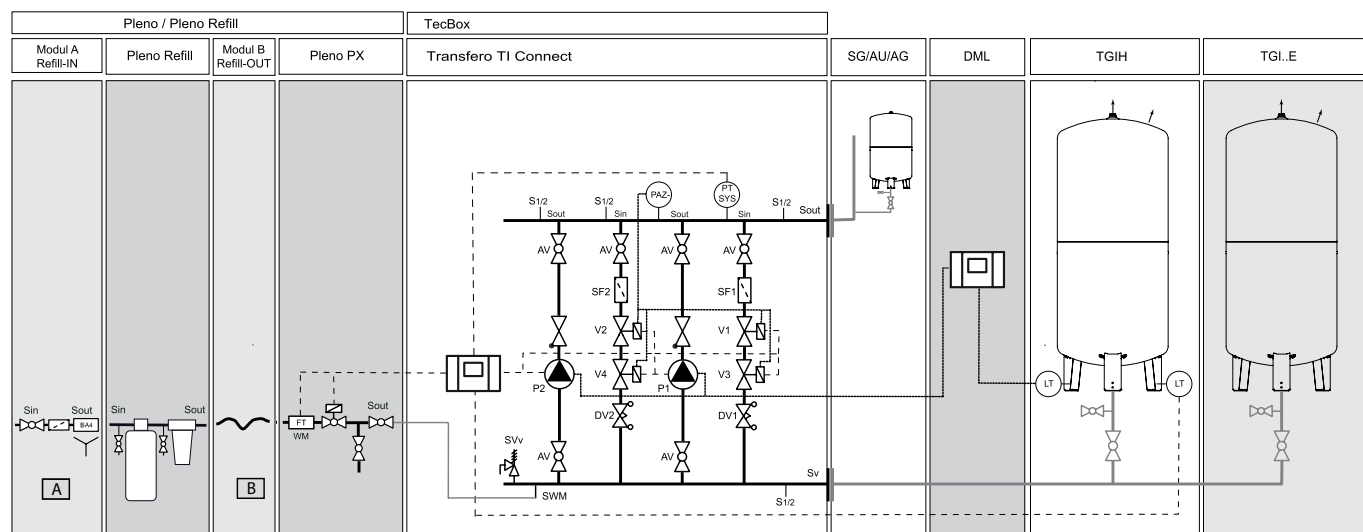 Pleno / Pleno Refill
TecBox
Modul A
Refill-IN
Pleno Refill
Modul B
Refill-OUT
Pleno PX
Transfero TI Connect
SG/AU/AG
DML
TGIH
TGI..E
PAZ-
PT
SYS
S1/2
Sout
S1/2
Sin
Sout
Sin
S1/2
Sout
AV
AV
AV
AV
SF2
SF1
V2
V1
V4
V3
P2
P1
DV2
DV1
LT
LT
Sin
Sout
BA4
Sin
Sout
FT
WM
Sout
SVv
AV
AV
Sv
A
B
SWM
S1/2